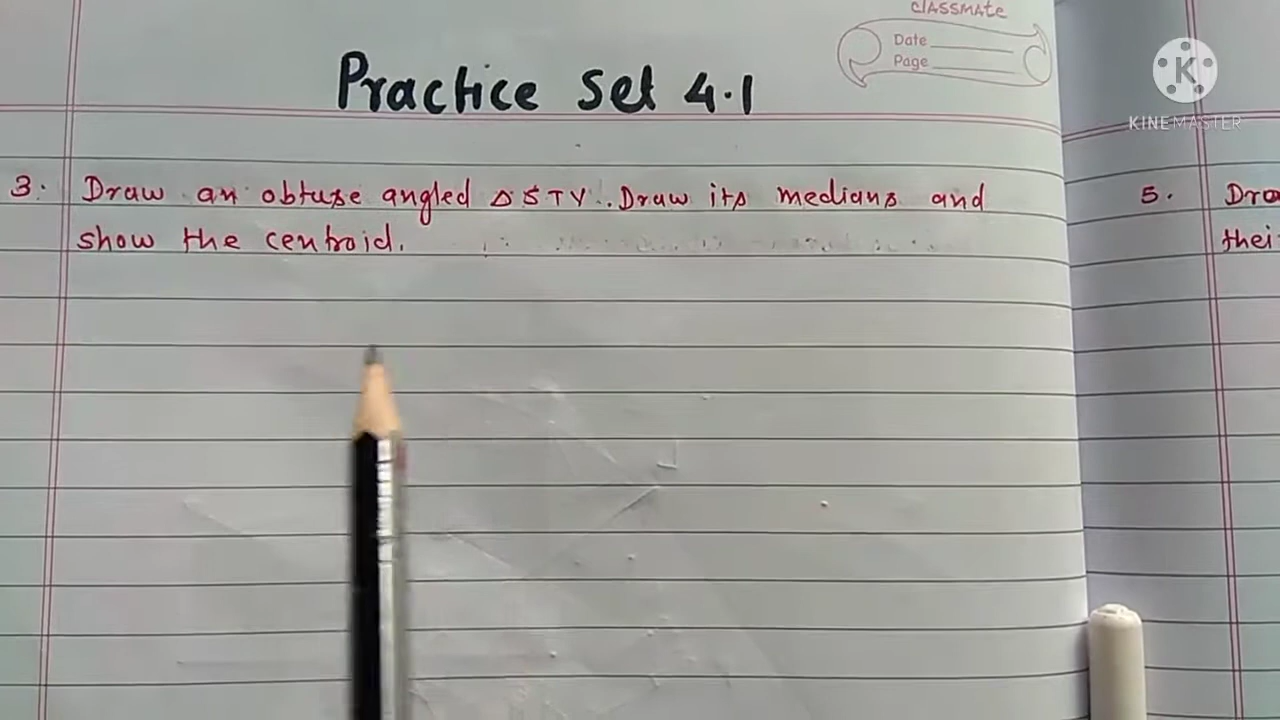 CLASSMATE
Date
Page
Practice Set 4.1
3. Draw an obtuse angled △STY. Draw its medians and
show the centroid.
5. Dra
thei
K
KINEMASTER